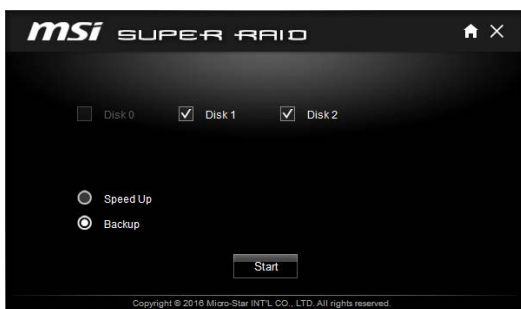 msi SUPER RAID
Disk 0 Disk 1 Disk 2
Speed Up
Backup
Start
Copyright © 2016 Micro-Star INT'L CO., LTD. All rights reserved.